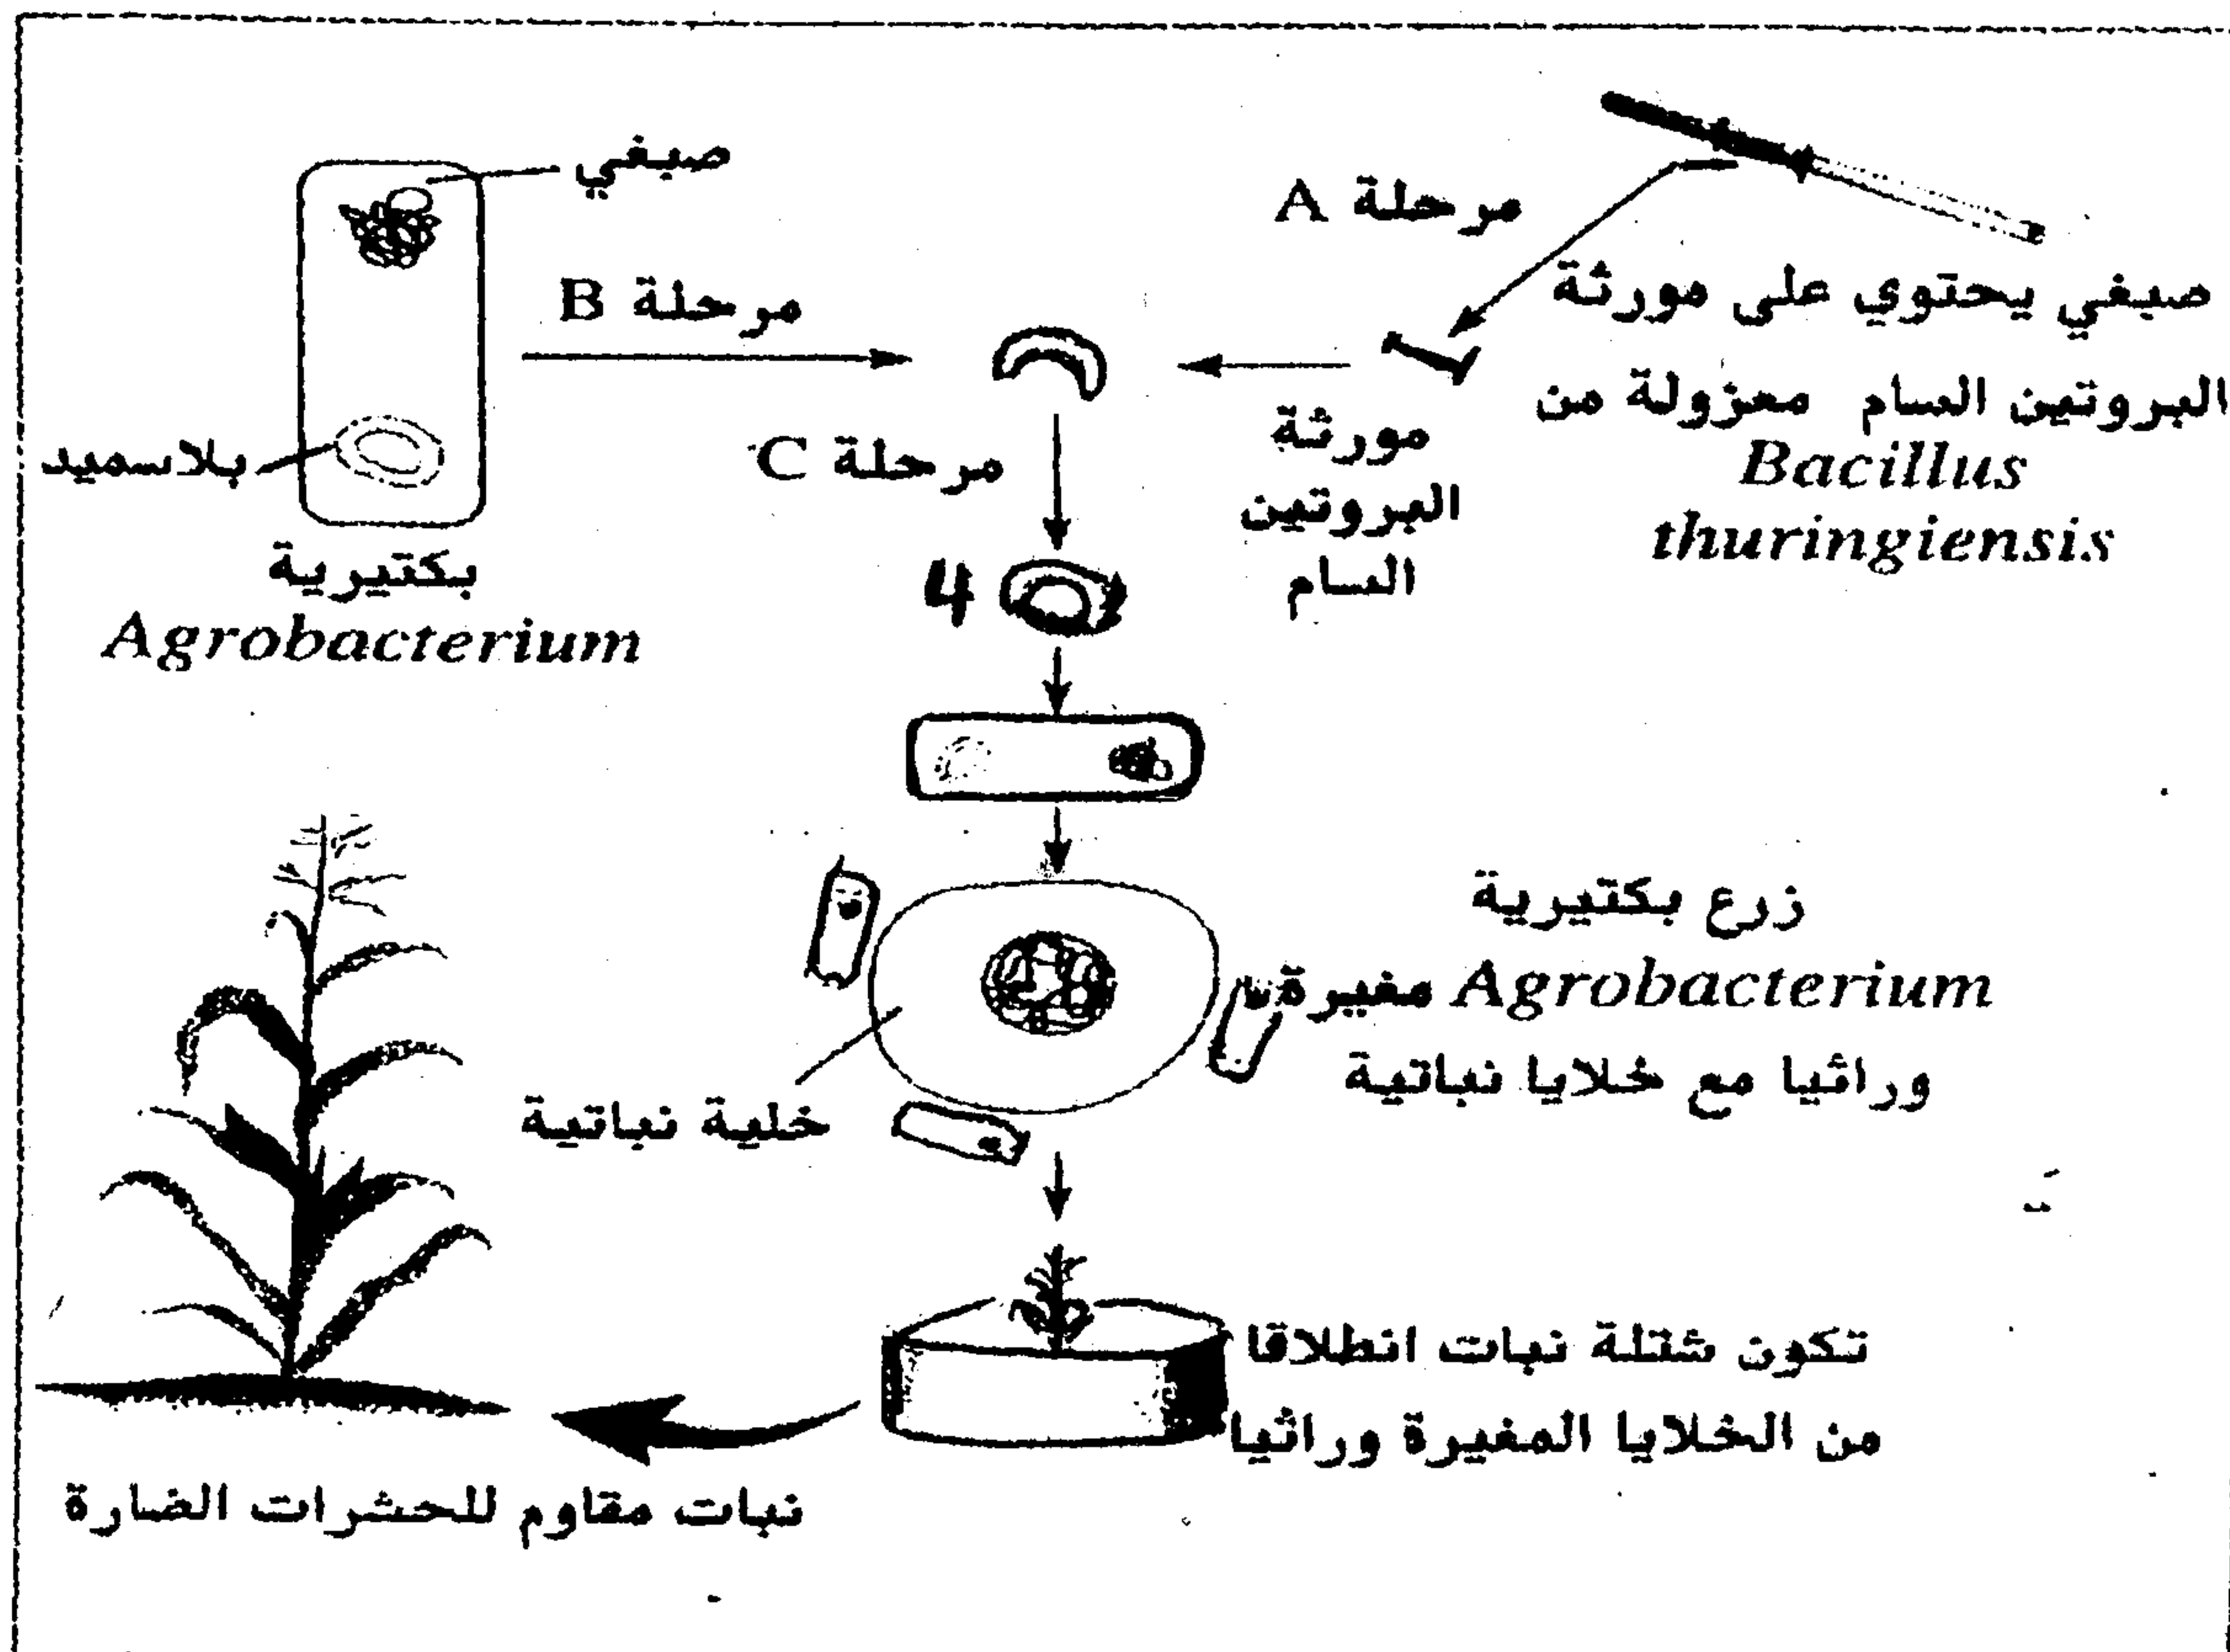 صبغي
مرحلة A
صبغي يحتوي على مورثة
البروتين السام معزولة من
Bacillus
thuringiensis
مرحلة B
بلاسميد
مرحلة C
مورثة
البروتين
السام
بكتيرية
Agrobacterium
4
زرع بكتيرية
Agrobacterium مغيرة
وراثيا مع خلايا نباتية
خلية نباتية
تكون شتلة نبات انطلاقا
من الخلايا المغيرة وراثيا
نبات مقاوم للحشرات الضارة